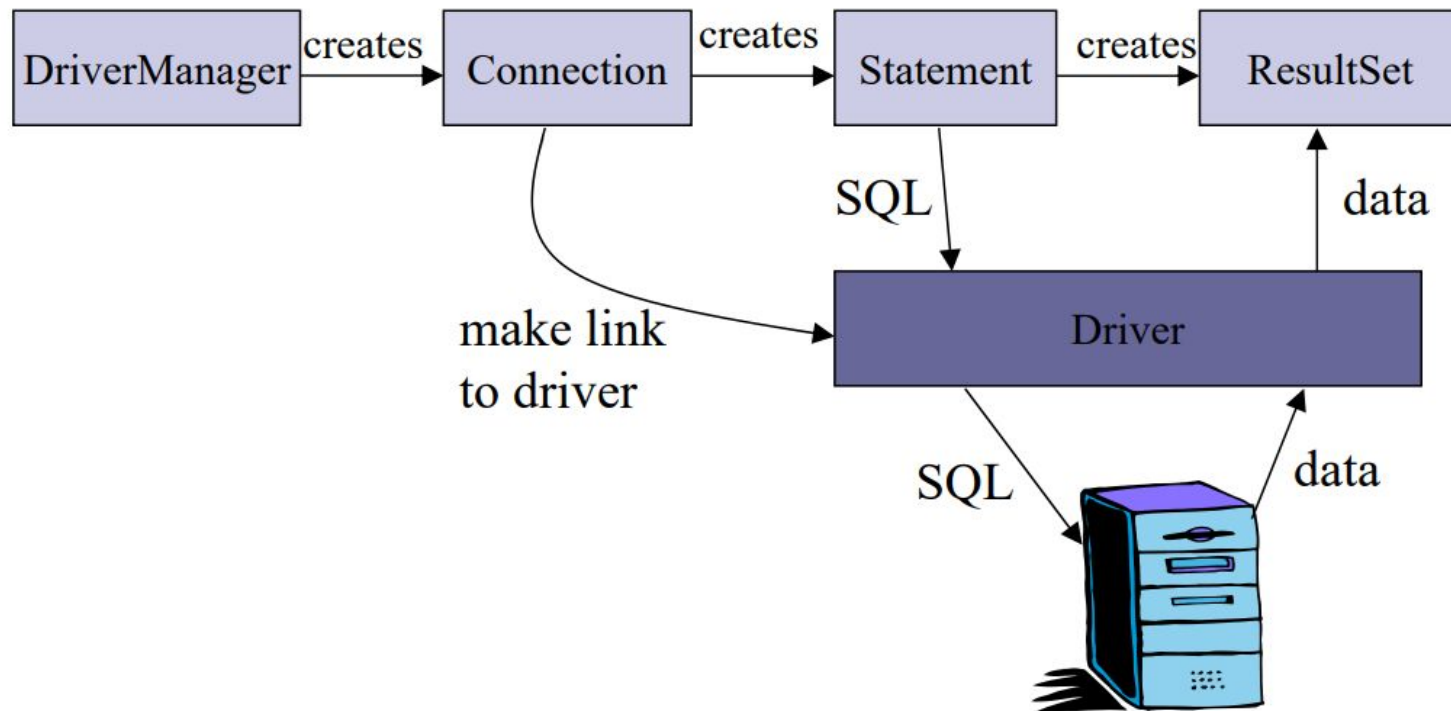 DriverManager
creates
Connection
creates
Statement
creates
ResultSet
SQL
data
make link
to driver
Driver
SQL
data